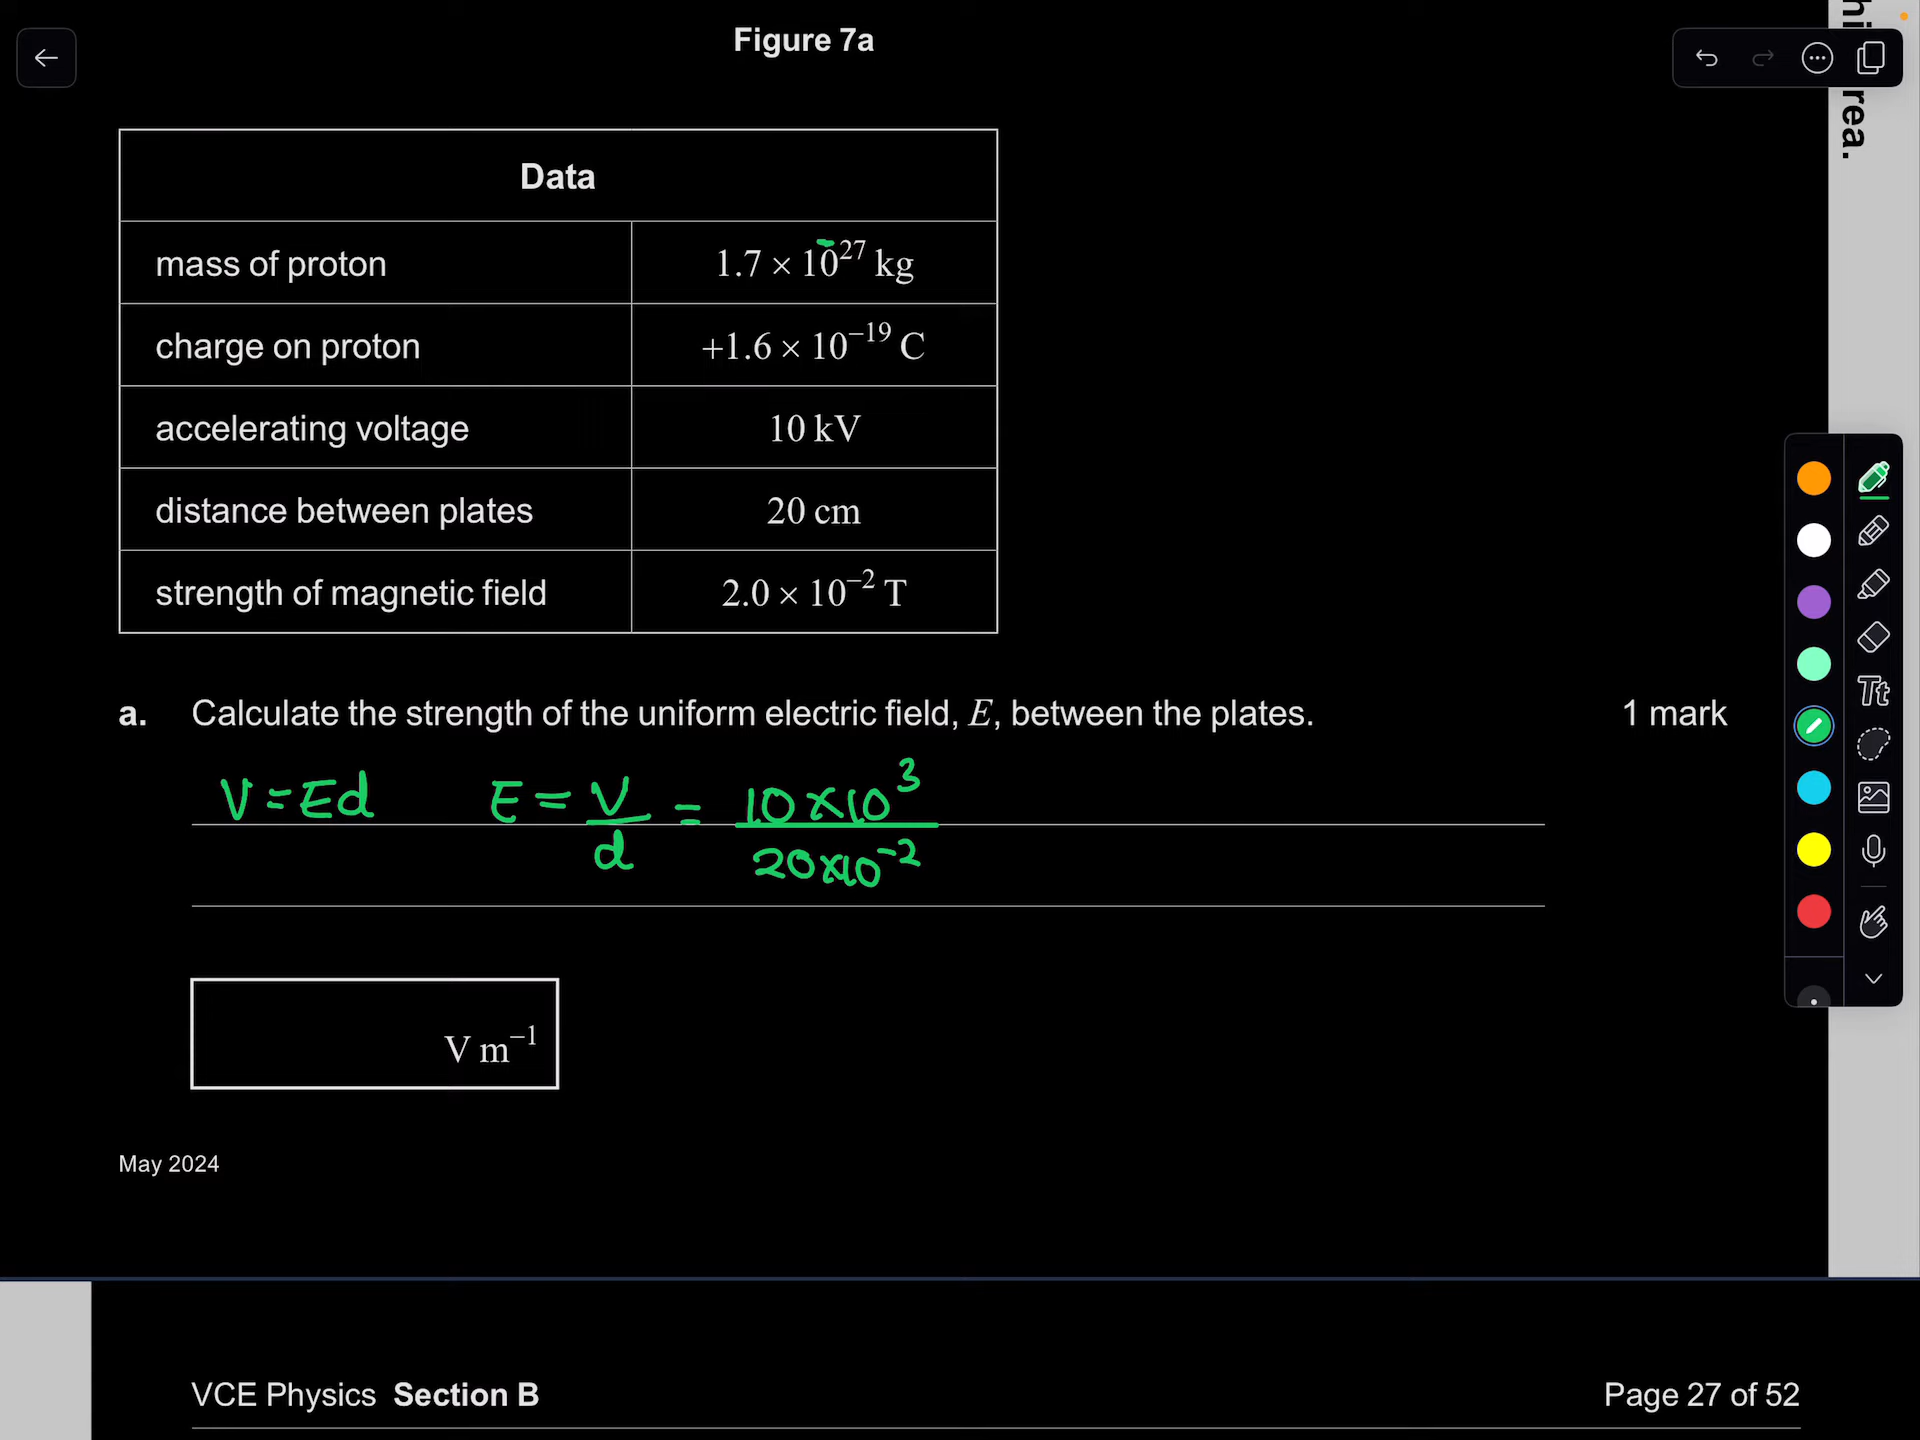 Figure 7a
hi
rea.
Data
mass of proton 1.7 × 10⁻²⁷ kg
charge on proton +1.6 × 10⁻¹⁹ C
accelerating voltage 10 kV
distance between plates 20 cm
strength of magnetic field 2.0 × 10⁻² T
a. Calculate the strength of the uniform electric field, E, between the plates. 1 mark
V = Ed E = V/d = 10×10³/20×10⁻²
V m⁻¹
May 2024
VCE Physics Section B Page 27 of 52
Tt